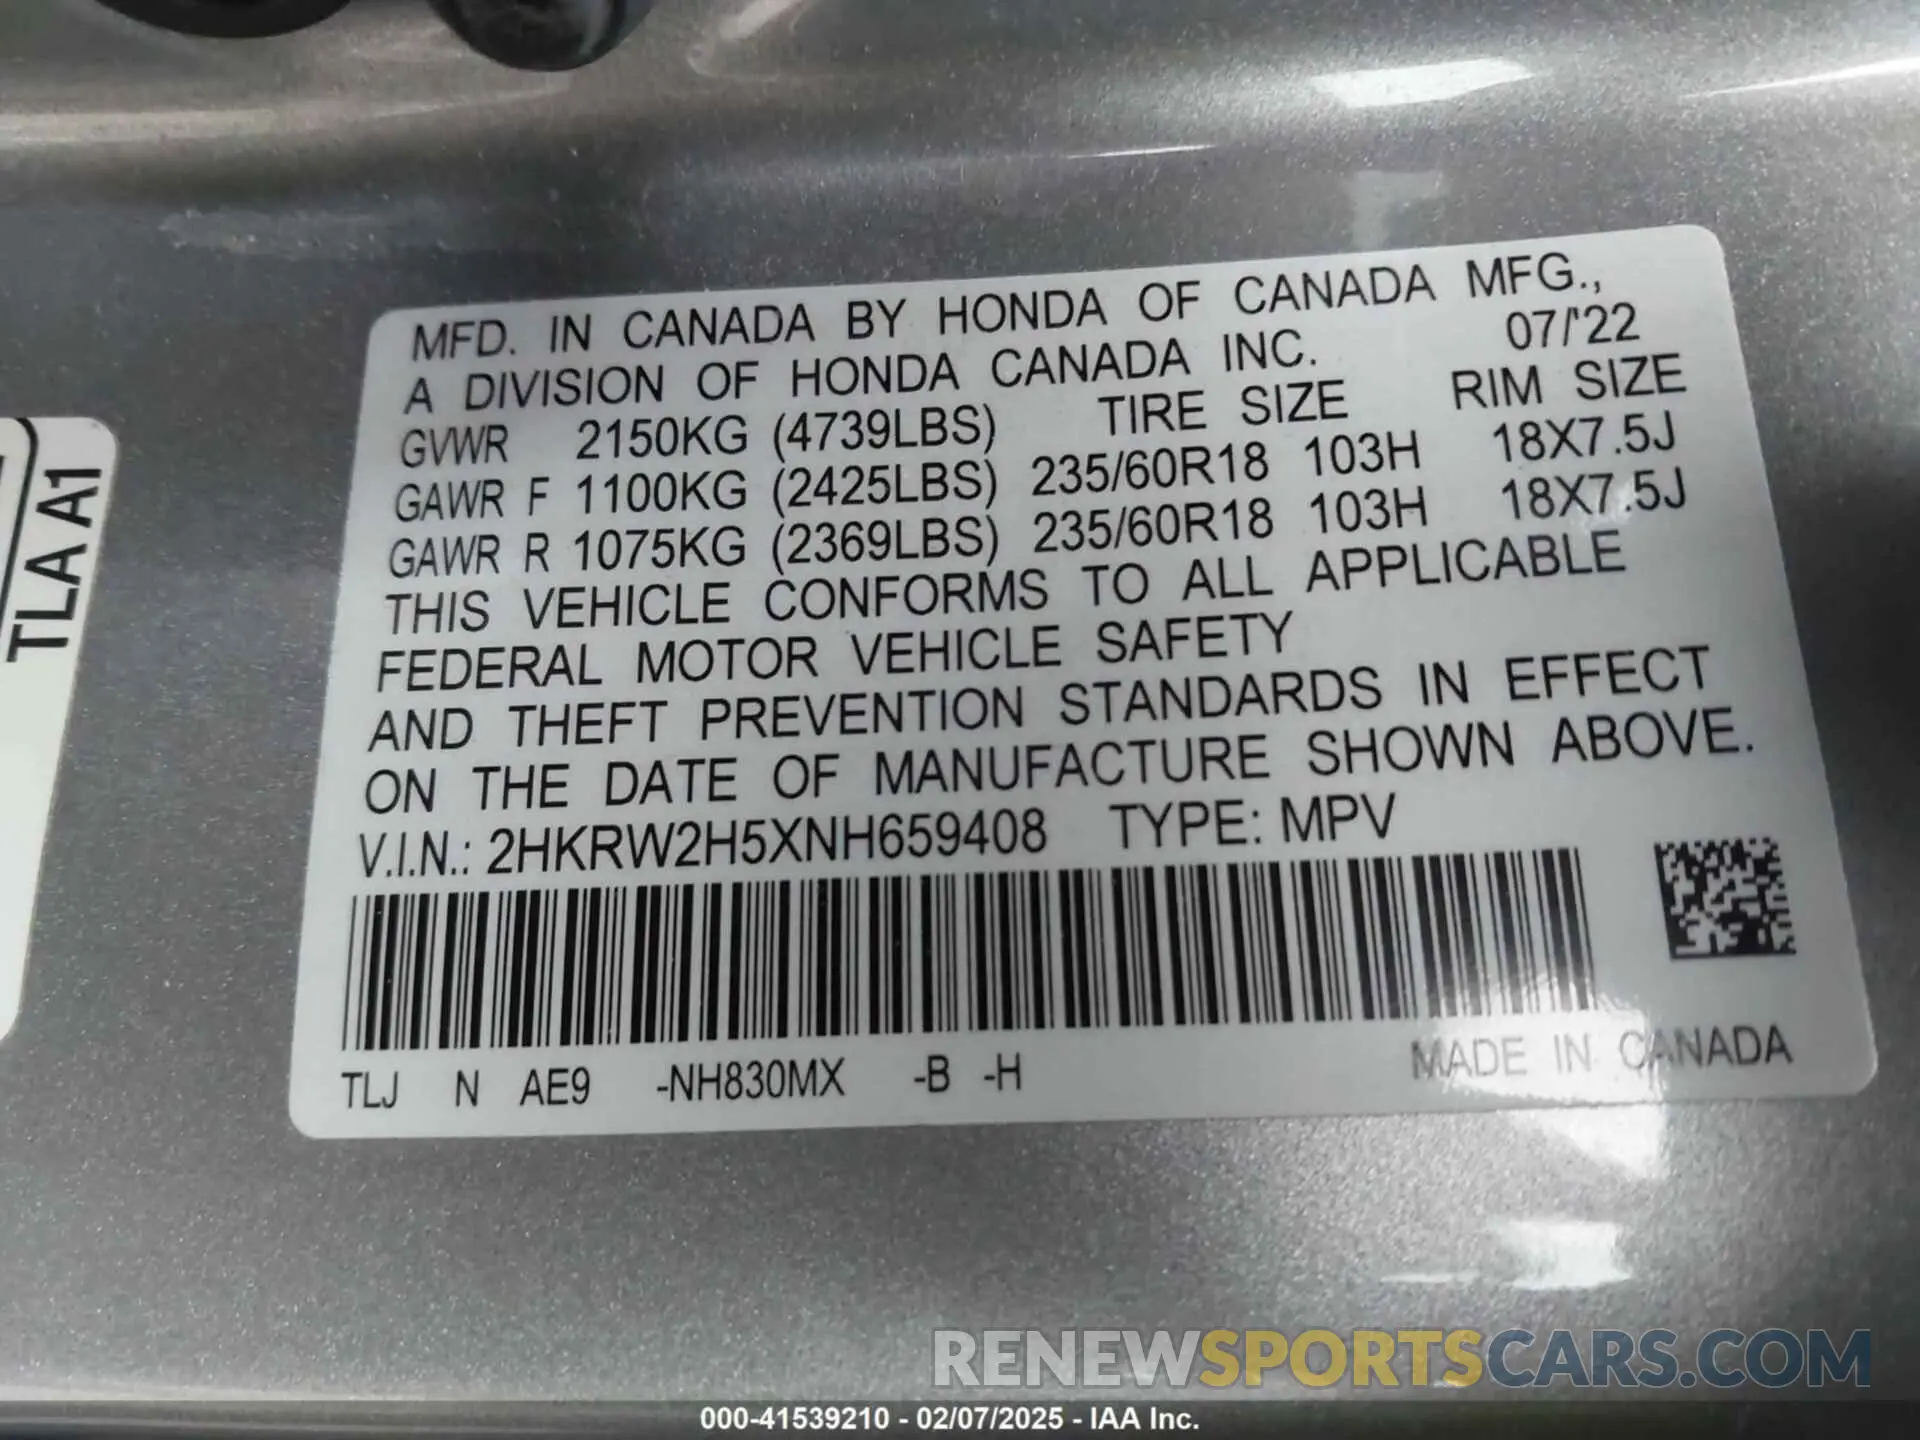 MFD. IN CANADA BY HONDA OF CANADA MFG.,
A DIVISION OF HONDA CANADA INC. 07/'22
GVWR 2150KG (4739LBS) TIRE SIZE RIM SIZE
GAWR F 1100KG (2425LBS) 235/60R18 103H 18X7.5J
GAWR R 1075KG (2369LBS) 235/60R18 103H 18X7.5J
THIS VEHICLE CONFORMS TO ALL APPLICABLE
FEDERAL MOTOR VEHICLE SAFETY
AND THEFT PREVENTION STANDARDS IN EFFECT
ON THE DATE OF MANUFACTURE SHOWN ABOVE.
V.I.N.: 2HKRW2H5XNH659408 TYPE: MPV
TLJ N AE9 -NH830MX -B -H MADE IN CANADA
TLA A1
RENEWSPORTSCARS.COM
000-41539210 - 02/07/2025 - IAA Inc.